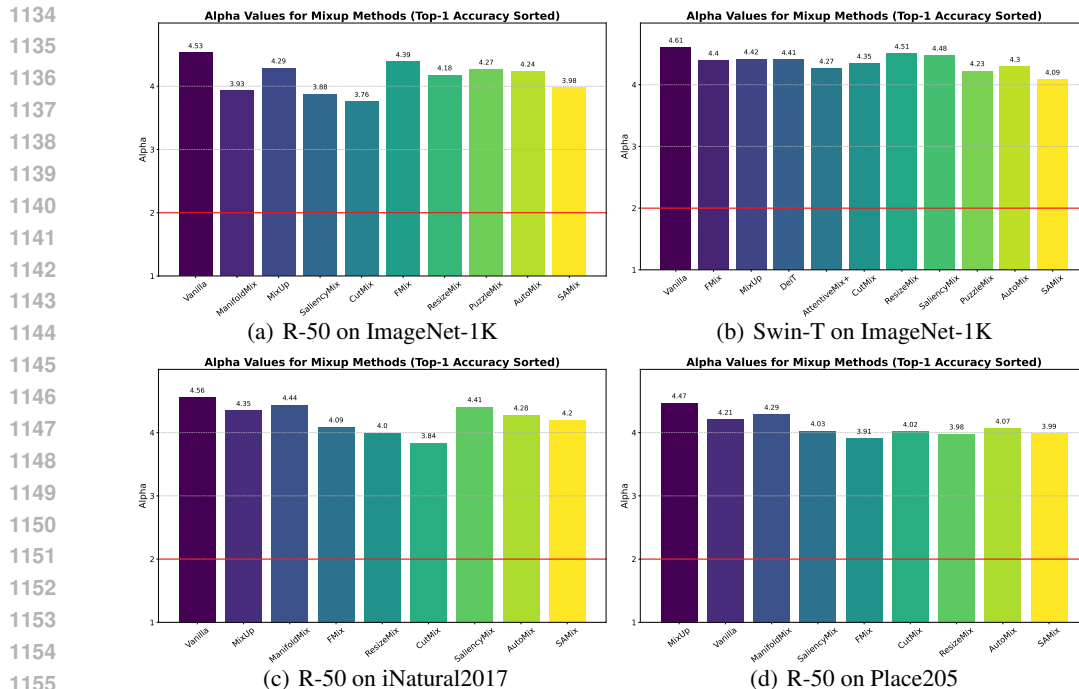 1134
1135
1136
1137
1138
1139
1140
1141
1142
1143
1144
1145
1146
1147
1148
1149
1150
1151
1152
1153
1154
1155
Alpha Values for Mixup Methods (Top-1 Accuracy Sorted)
Alpha
4
3
2
1
4.53
3.93
4.29
3.88
3.76
4.39
4.18
4.27
4.24
3.98
Vanilla
ManifoldMix
MixUp
SaliencyMix
CutMix
FMix
ResizeMix
PuzzleMix
AutoMix
SAMix
(a) R-50 on ImageNet-1K
Alpha Values for Mixup Methods (Top-1 Accuracy Sorted)
Alpha
4
3
2
1
4.61
4.4
4.42
4.41
4.27
4.35
4.51
4.48
4.23
4.3
4.09
Vanilla
FMix
MixUp
DeiT
AttentiveMix+
CutMix
ResizeMix
SaliencyMix
PuzzleMix
AutoMix
SAMix
(b) Swin-T on ImageNet-1K
Alpha Values for Mixup Methods (Top-1 Accuracy Sorted)
Alpha
4
3
2
1
4.56
4.35
4.44
4.09
4.0
3.84
4.41
4.28
4.2
Vanilla
MixUp
ManifoldMix
FMix
ResizeMix
CutMix
SaliencyMix
AutoMix
SAMix
(c) R-50 on iNatural2017
Alpha Values for Mixup Methods (Top-1 Accuracy Sorted)
Alpha
4
3
2
1
4.47
4.21
4.29
4.03
3.91
4.02
3.98
4.07
3.99
MixUp
Vanilla
ManifoldMix
SaliencyMix
FMix
CutMix
ResizeMix
AutoMix
SAMix
(d) R-50 on Place205